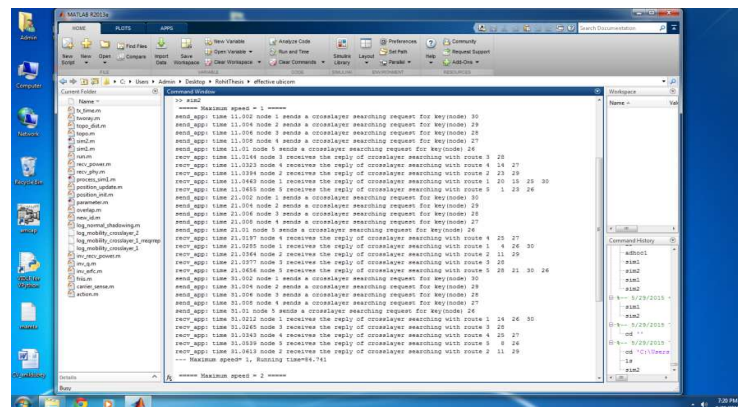 MATLAB R2013a
HOME PLOTS APPS
Search Documentation
New Script
New
Open
Find Files
Compare
Import Data
Save Workspace
New Variable
Open Variable
Clear Workspace
Analyze Code
Run and Time
Clear Commands
Simulink Library
Layout
Preferences
Set Path
Parallel
Help
Community
Request Support
Add-Ons
FILE VARIABLE CODE SIMULINK ENVIRONMENT RESOURCES
C: Users Admin Desktop RohitThesis effective ubicom
Current Folder
Name
tx_time.m
tworay.m
topo_dist.m
topo.m
sim2.m
sim1.m
run.m
recv_power.m
recv_phy.m
process_sim1.m
position_update.m
position_init.m
parameter.m
overlap.m
new_id.m
log_normal_shadowing.m
log_mobility_crosslayer_2
log_mobility_crosslayer_1
inv_recv_power.m
inv_q.m
inv_erfc.m
friis.m
carrier_sense.m
action.m
Details
Busy
Command Window
>> sim2
===== Maximum speed = 1 =====
send_app: time 11.002 node 1 sends a crosslayer searching request for key(node) 30
send_app: time 11.004 node 2 sends a crosslayer searching request for key(node) 29
send_app: time 11.006 node 3 sends a crosslayer searching request for key(node) 28
send_app: time 11.008 node 4 sends a crosslayer searching request for key(node) 27
send_app: time 11.01 node 5 sends a crosslayer searching request for key(node) 26
recv_app: time 11.0144 node 3 receives the reply of crosslayer searching with route 3 28
recv_app: time 11.0323 node 4 receives the reply of crosslayer searching with route 4 14 27
recv_app: time 11.0394 node 2 receives the reply of crosslayer searching with route 2 23 29
recv_app: time 11.0463 node 1 receives the reply of crosslayer searching with route 1 20 15 25 30
recv_app: time 11.0655 node 5 receives the reply of crosslayer searching with route 5 1 23 26
send_app: time 21.002 node 1 sends a crosslayer searching request for key(node) 30
send_app: time 21.004 node 2 sends a crosslayer searching request for key(node) 29
send_app: time 21.006 node 3 sends a crosslayer searching request for key(node) 28
send_app: time 21.008 node 4 sends a crosslayer searching request for key(node) 27
send_app: time 21.01 node 5 sends a crosslayer searching request for key(node) 26
recv_app: time 21.0197 node 4 receives the reply of crosslayer searching with route 4 25 27
recv_app: time 21.0285 node 1 receives the reply of crosslayer searching with route 1 4 26 30
recv_app: time 21.0364 node 2 receives the reply of crosslayer searching with route 2 11 29
recv_app: time 21.0377 node 3 receives the reply of crosslayer searching with route 3 28
recv_app: time 21.0656 node 5 receives the reply of crosslayer searching with route 5 28 21 30 26
send_app: time 31.002 node 1 sends a crosslayer searching request for key(node) 30
send_app: time 31.004 node 2 sends a crosslayer searching request for key(node) 29
send_app: time 31.006 node 3 sends a crosslayer searching request for key(node) 28
send_app: time 31.008 node 4 sends a crosslayer searching request for key(node) 27
send_app: time 31.01 node 5 sends a crosslayer searching request for key(node) 26
recv_app: time 31.0212 node 1 receives the reply of crosslayer searching with route 1 14 26 30
recv_app: time 31.0265 node 3 receives the reply of crosslayer searching with route 3 28
recv_app: time 31.0343 node 4 receives the reply of crosslayer searching with route 4 25 27
recv_app: time 31.0539 node 5 receives the reply of crosslayer searching with route 5 8 26
recv_app: time 31.0613 node 2 receives the reply of crosslayer searching with route 2 11 29
--- Maximum speed= 1, Running time=84.741
===== Maximum speed = 2 =====
Workspace
Name
Command History
adhoc1
sim1
sim2
sim1
sim2
%-- 5/29/2015
sim1
sim2
%-- 5/29/2015
cd ''
%-- 5/29/2015
cd 'C:\Users
ls
sim2
Admin
Computer
Network
Recycle Bin
7:20 PM